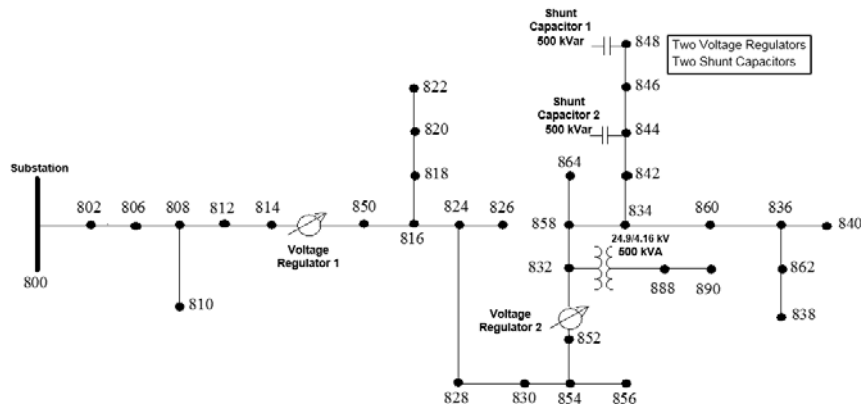 Shunt
Capacitor 1
500 kVar
848
Two Voltage Regulators
Two Shunt Capacitors
846
822
Shunt
Capacitor 2
500 kVar
844
820
864
842
818
Substation
802
806
808
812
814
850
816
824
826
858
834
860
836
840
Voltage
Regulator 1
24.9/4.16 kV
500 kVA
832
888
890
862
800
810
Voltage
Regulator 2
852
838
828
830
854
856